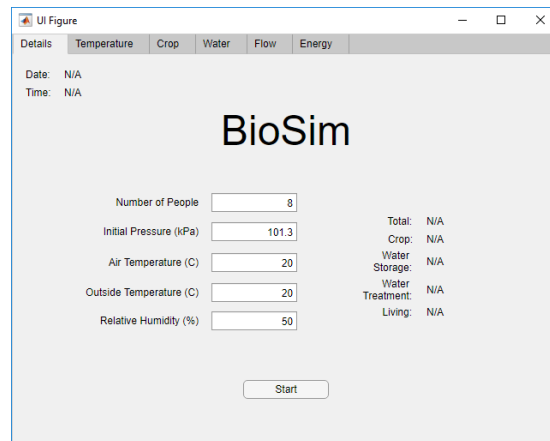 UI Figure
Details Temperature Crop Water Flow Energy
Date: N/A
Time: N/A
BioSim
Number of People 8
Initial Pressure (kPa) 101.3
Air Temperature (C) 20
Outside Temperature (C) 20
Relative Humidity (%) 50
Total: N/A
Crop: N/A
Water
Storage: N/A
Water
Treatment: N/A
Living: N/A
Start